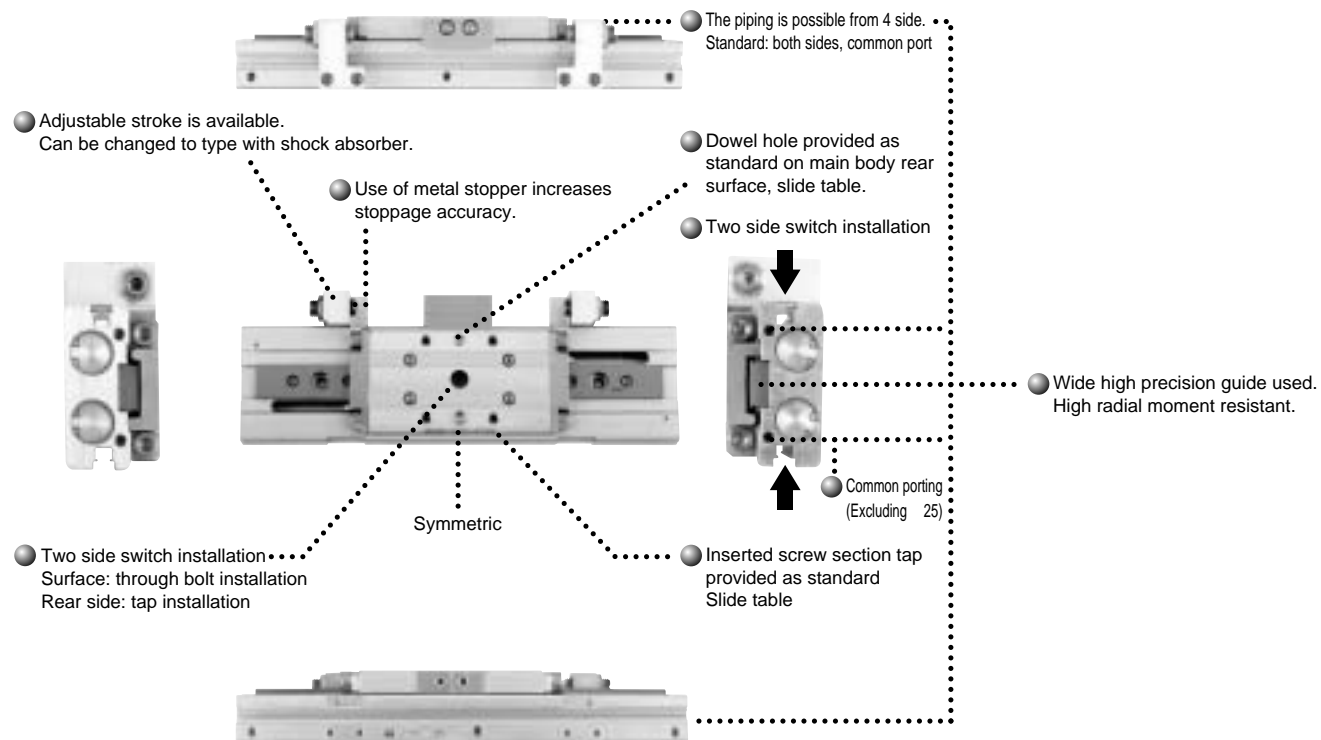 The piping is possible from 4 side.
Standard: both sides, common port
Adjustable stroke is available.
Can be changed to type with shock absorber.
Dowel hole provided as
standard on main body rear
surface, slide table.
Use of metal stopper increases
stoppage accuracy.
Two side switch installation
Wide high precision guide used.
High radial moment resistant.
Common porting
(Excluding 25)
Symmetric
Two side switch installation
Surface: through bolt installation
Rear side: tap installation
Inserted screw section tap
provided as standard
Slide table